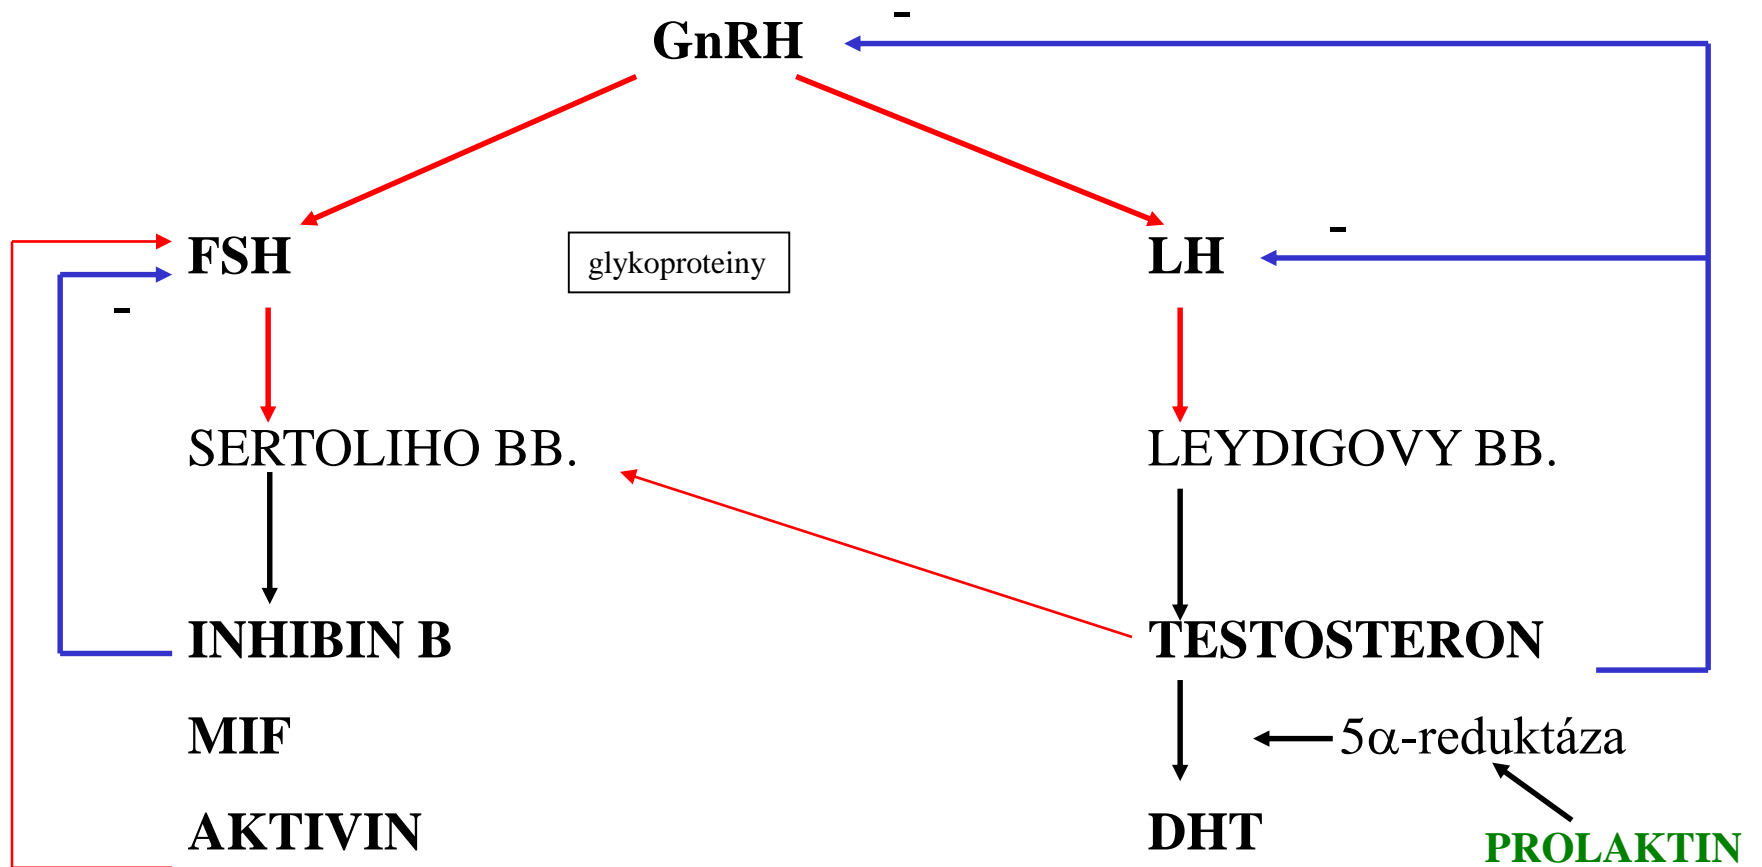 -
GnRH
-
FSH
glykoproteiny
LH
-
SERTOLIHO BB.
LEYDIGOVY BB.
INHIBIN B
TESTOSTERON
MIF
5α-reduktáza
AKTIVIN
DHT
PROLAKTIN